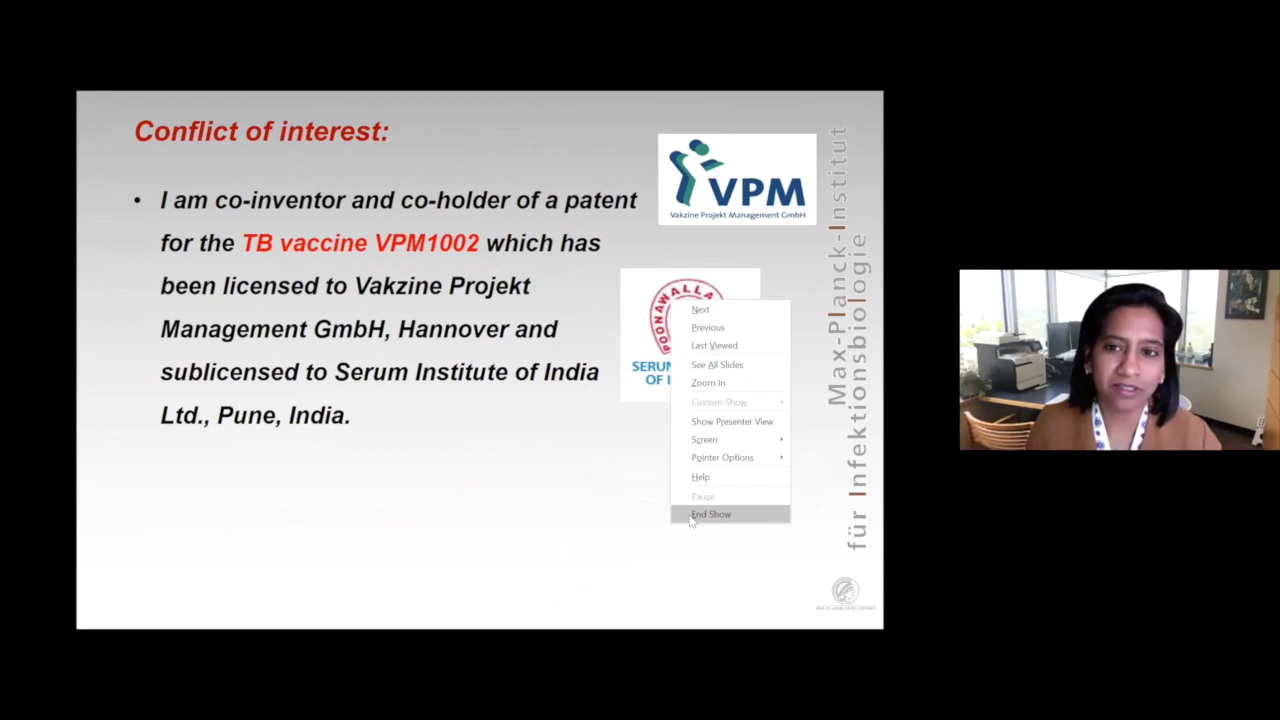 Conflict of interest:
• I am co-inventor and co-holder of a patent
for the TB vaccine VPM1002 which has
been licensed to Vakzine Projekt
Management GmbH, Hannover and
sublicensed to Serum Institute of India
Ltd., Pune, India.
VPM
Vakzine Projekt Management GmbH
POONAWALLA
SERUM
OF I
Next
Previous
Last Viewed
See All Slides
Zoom In
Custom Show
Show Presenter View
Screen
Pointer Options
Help
Pause
End Show
Max-Planck-Institut
für Infektionsbiologie